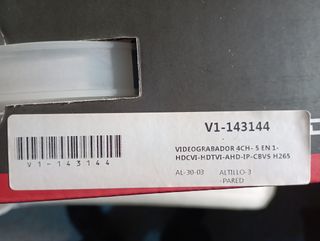 V1-143144
VIDEOGRABADOR 4CH- 5 EN 1-
HDCVI-HDTVI-AHD-IP-CBVS H265
AL-30-03 ALTILLO-3
-PARED
V1-143144